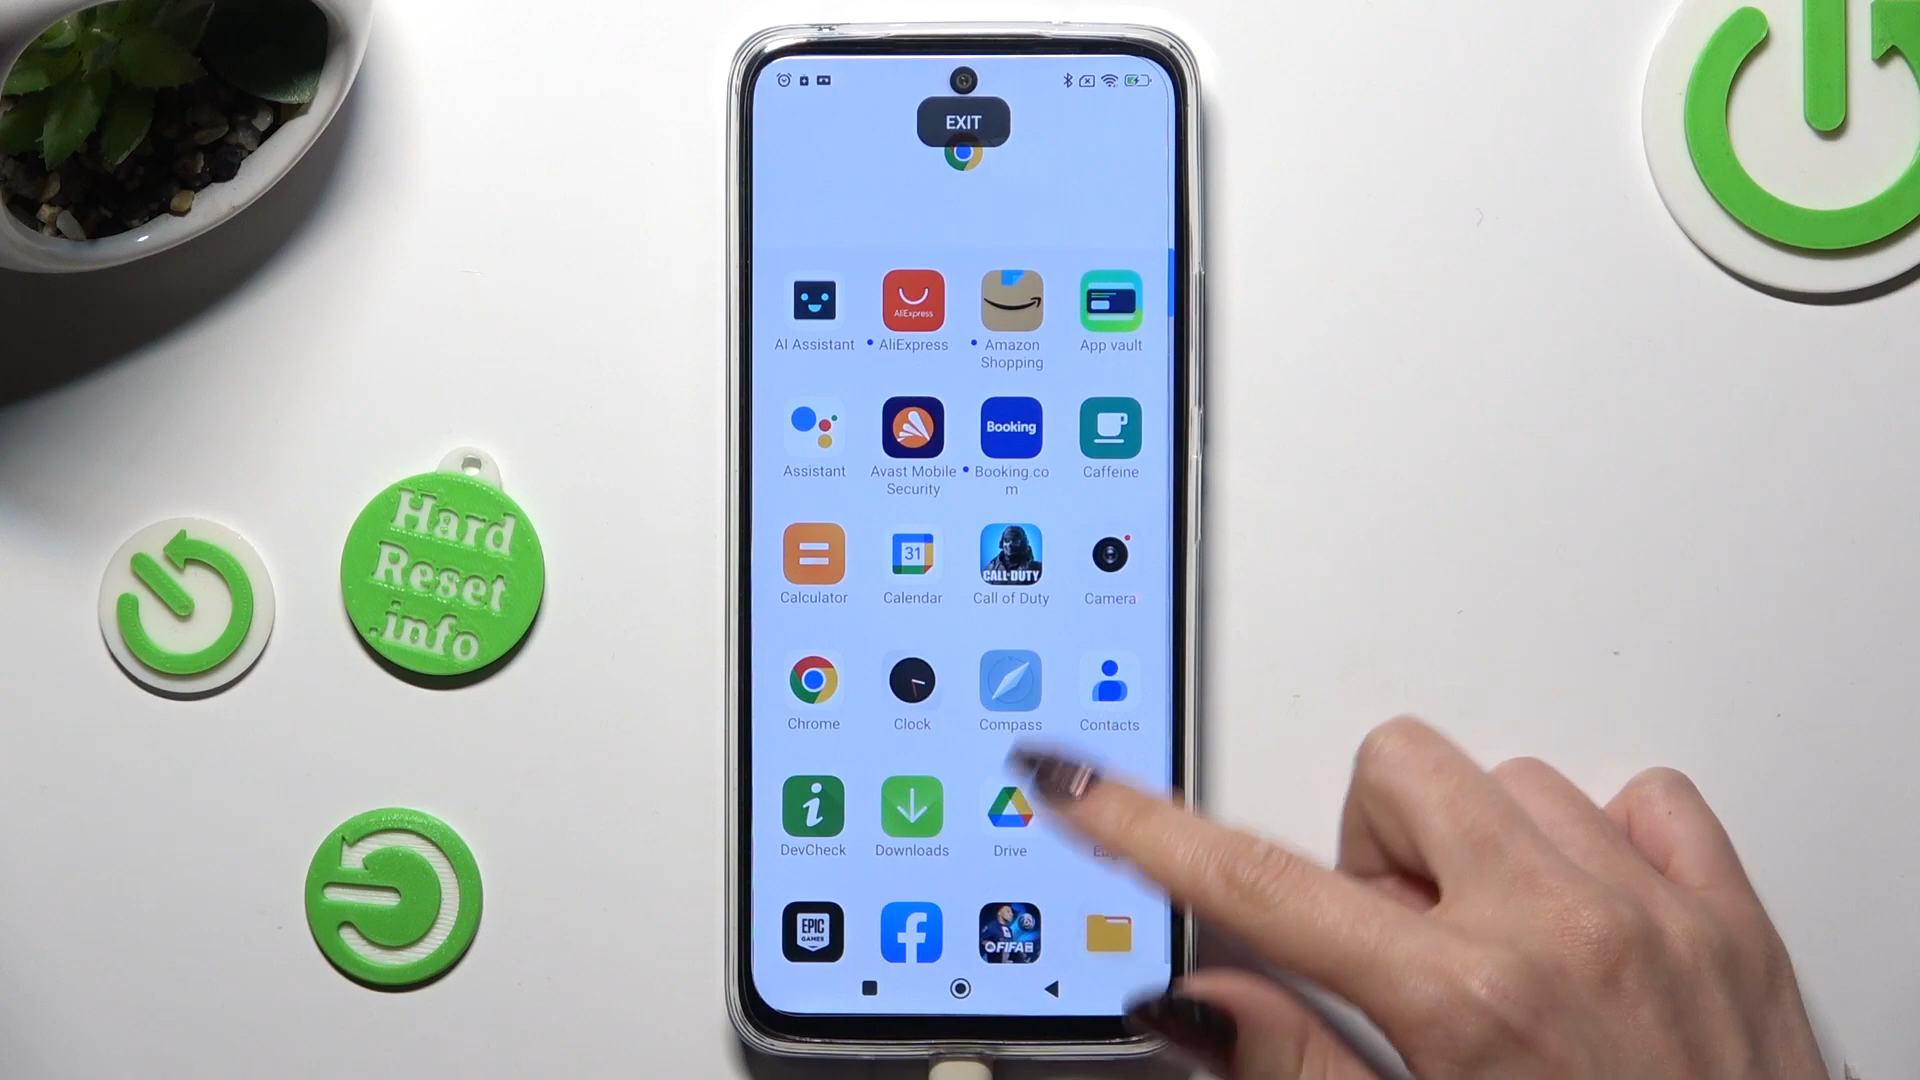 EXIT
AliExpress
AI Assistant
AliExpress
Amazon
Shopping
App vault
Booking
Assistant
Avast Mobile
Security
Booking.co
m
Caffeine
31
CALL·DUTY
Calculator
Calendar
Call of Duty
Camera
Chrome
Clock
Compass
Contacts
DevCheck
Downloads
Drive
EPIC
GAMES
FIFA
Hard
Reset
.info